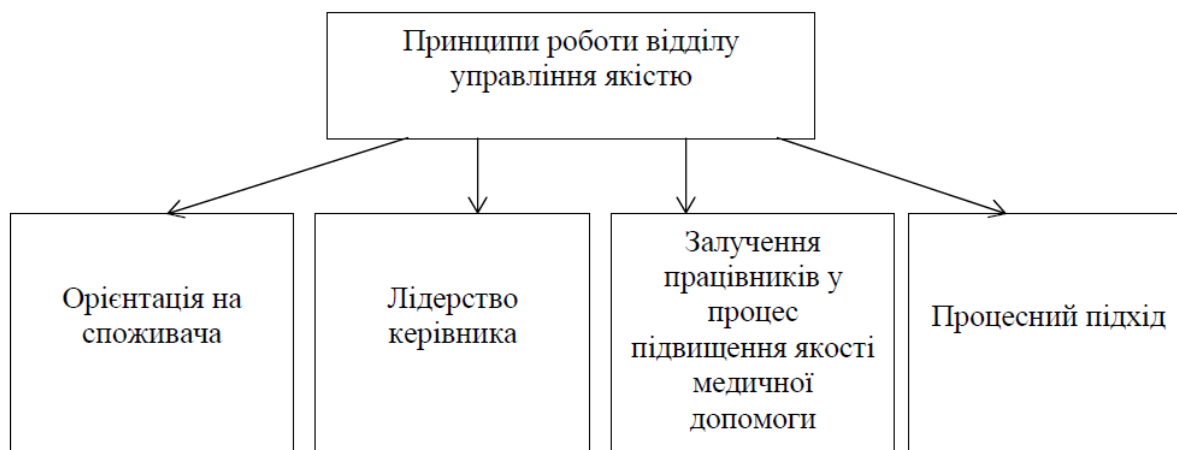 Принципи роботи відділу
управління якістю
Орієнтація на
споживача
Лідерство
керівника
Залучення
працівників у
процес
підвищення якості
медичної
допомоги
Процесний підхід